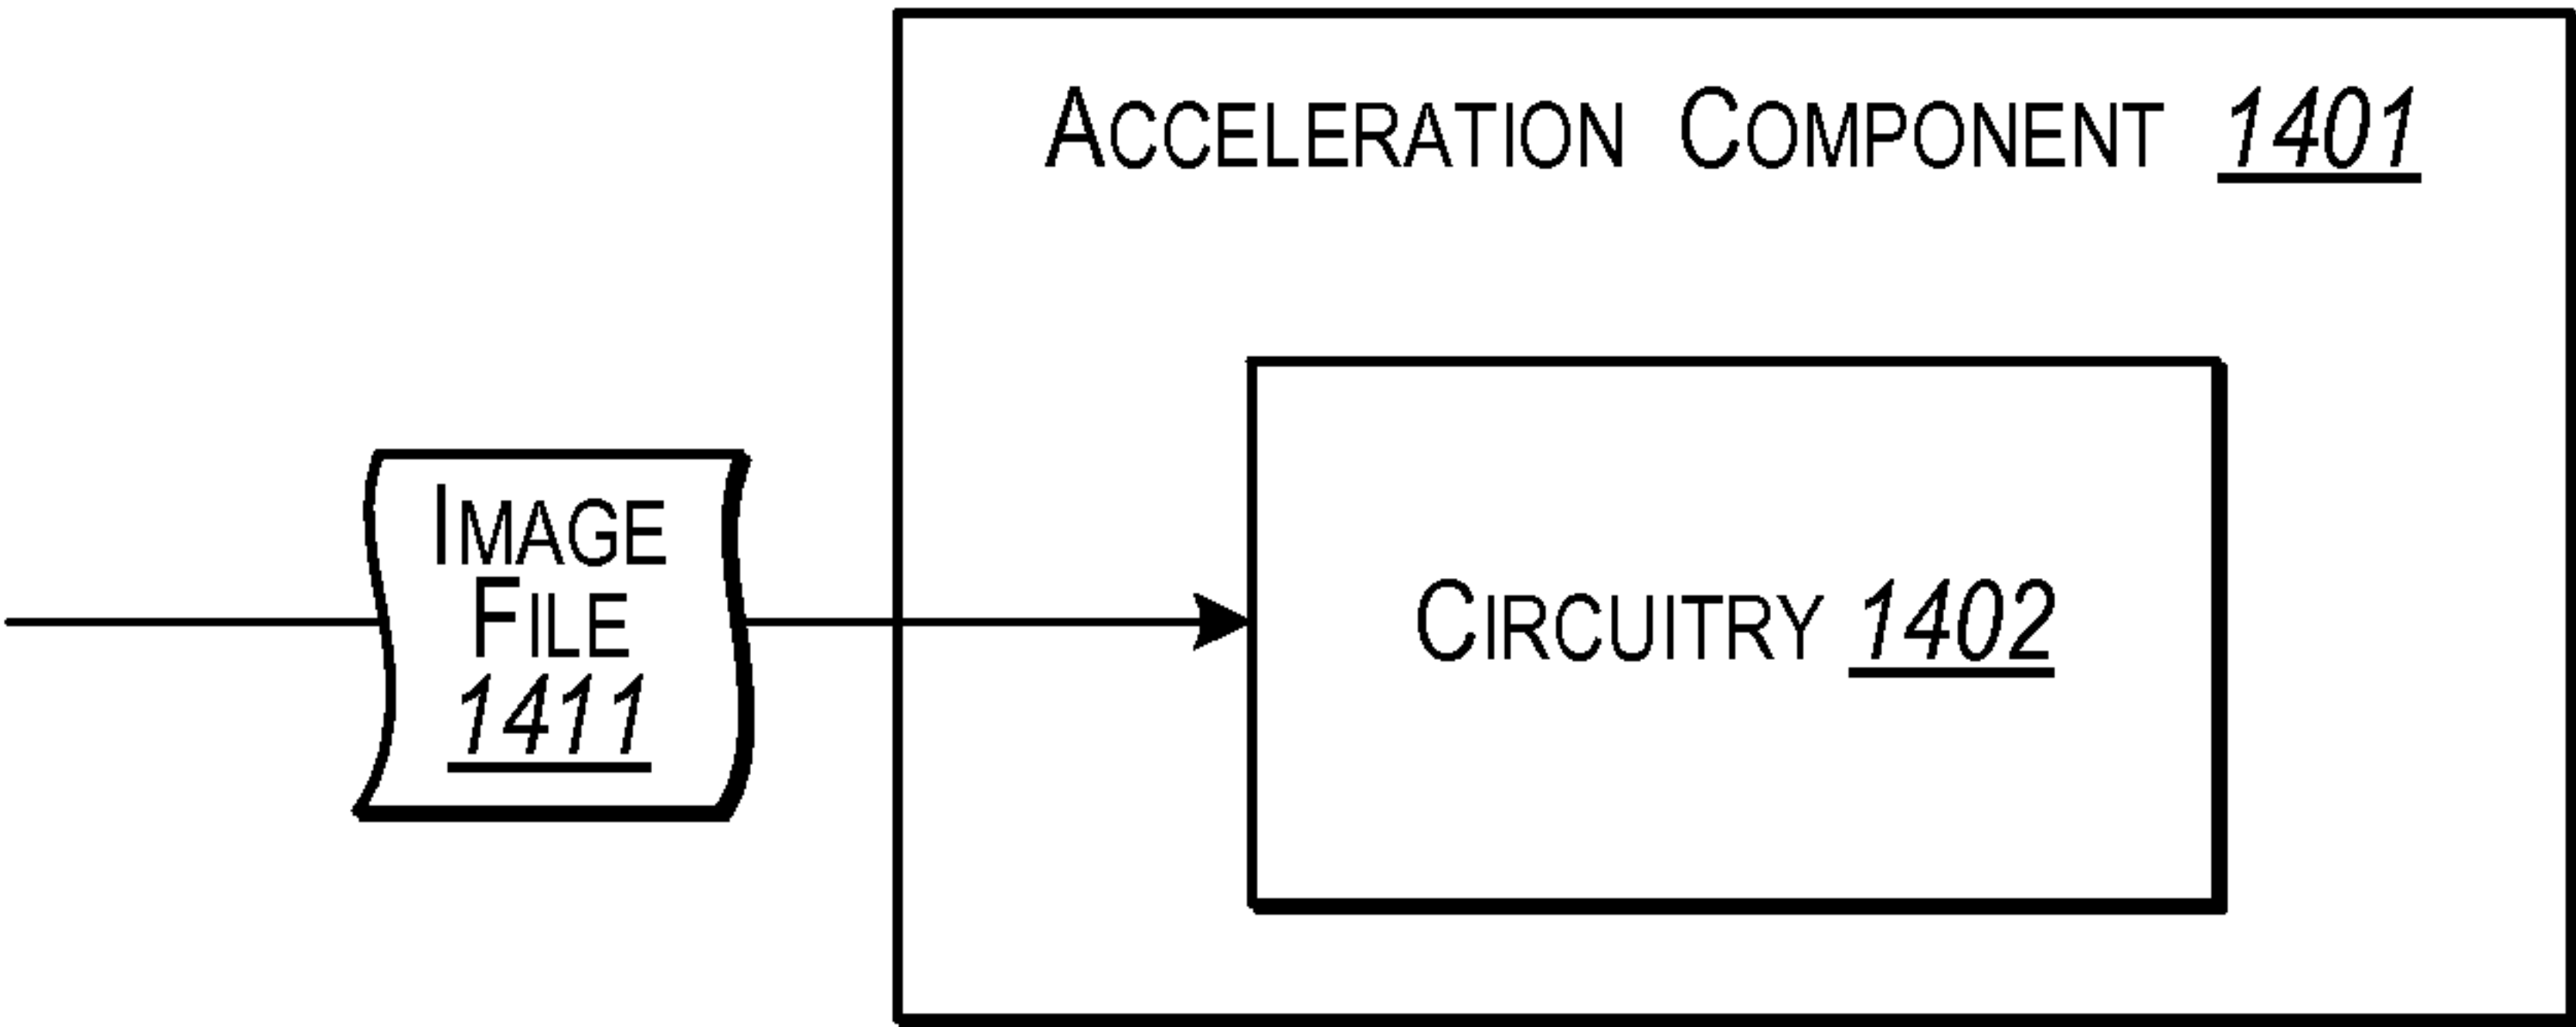 ACCELERATION COMPONENT 1401
IMAGE
FILE
1411
CIRCUITRY 1402